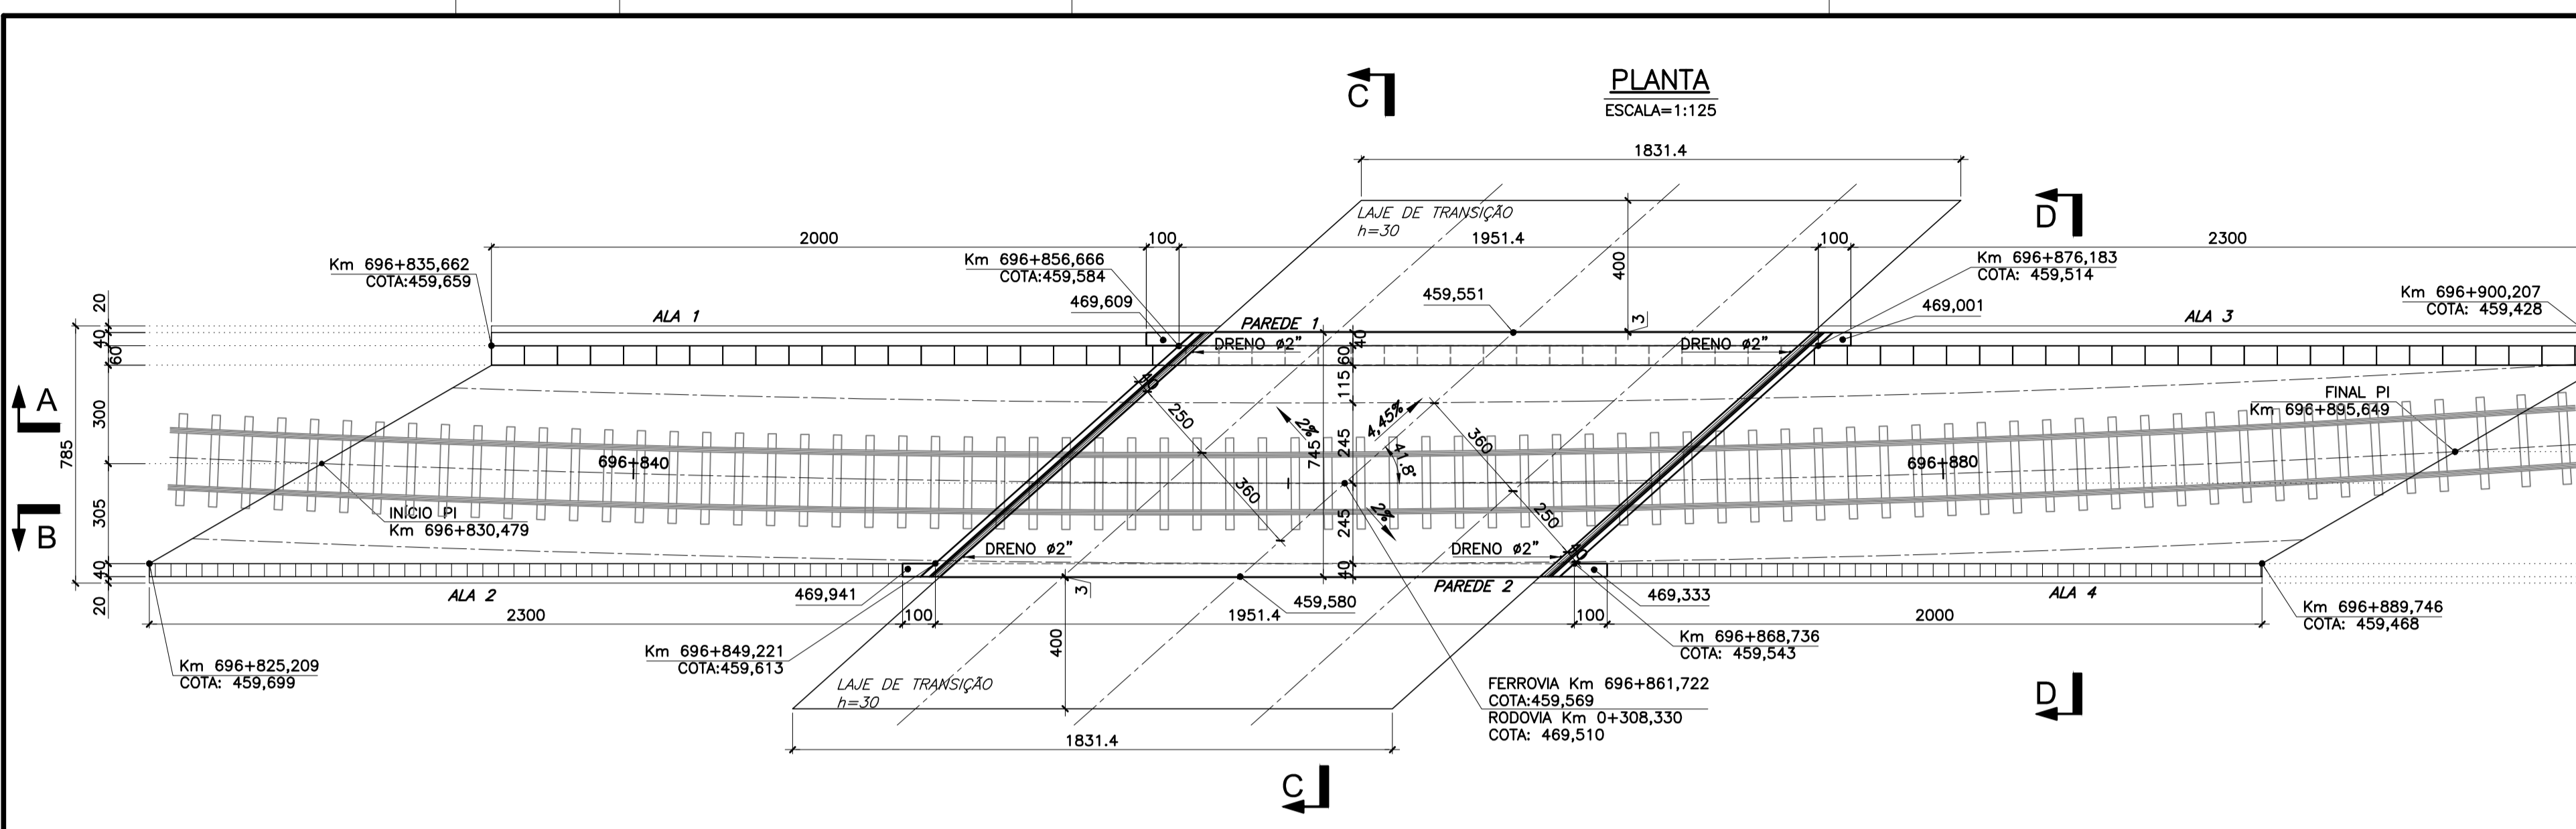 PLANTA
ESCALA=1:125
C
1831.4
LAJE DE TRANSIÇÃO
h=30
D
2000
100
1951.4
400
100
2300
Km 696+835,662
COTA:459,659
Km 696+856,666
COTA:459,584
469,609
459,551
Km 696+876,183
COTA: 459,514
469,001
Km 696+900,207
COTA: 459,428
20
40
60
300
785
305
40
20
ALA 1
PAREDE 1
3
40
ALA 3
DRENO ø2”
DRENO ø2”
60
115
A
250
2%
4,45%
745
245
41.8°
360
FINAL PI
Km 696+895,649
696+840
696+880
360
250
B
INÍCIO PI
Km 696+830,479
2%
245
DRENO ø2”
DRENO ø2”
40
ALA 2
469,941
3
459,580
PAREDE 2
469,333
ALA 4
2300
100
1951.4
100
2000
Km 696+825,209
COTA: 459,699
Km 696+849,221
COTA:459,613
400
Km 696+868,736
COTA: 459,543
Km 696+889,746
COTA: 459,468
LAJE DE TRANSIÇÃO
h=30
FERROVIA Km 696+861,722
COTA:459,569
RODOVIA Km 0+308,330
COTA: 469,510
D
1831.4
C